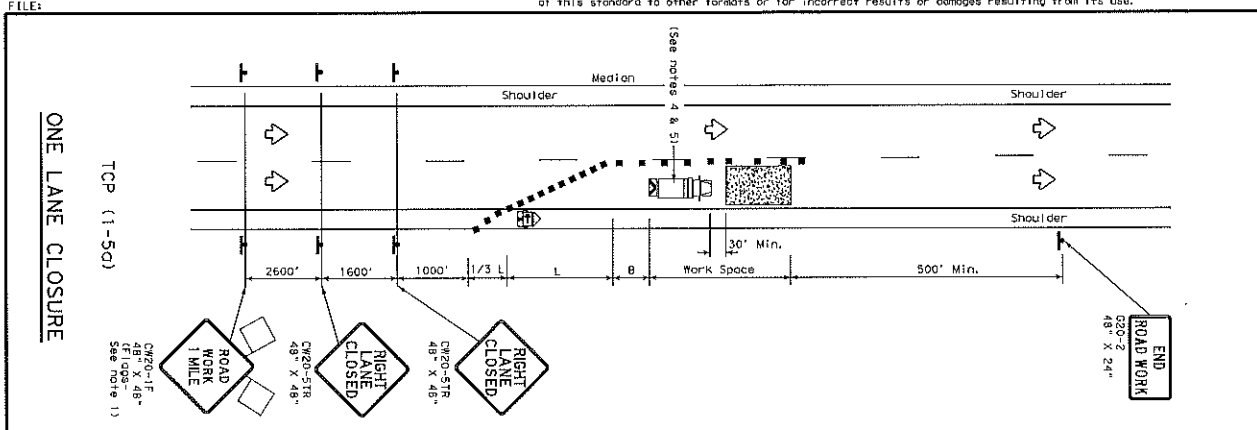 FILE:
of this standard to other formats or for incorrect results or damages resulting from its use.
(See notes 4 & 5)
Median
Shoulder
Shoulder
Shoulder
30' Min.
2600'
1600'
1000'
1/3 L
L
B
Work Space
500' Min.
ONE LANE CLOSURE
TCP (1-5a)
ROAD
WORK
1 MILE
CW20-1F
48" X 48"
(Flags-
See note 1)
RIGHT
LANE
CLOSED
CW20-5TR
48" X 48"
RIGHT
LANE
CLOSED
CW20-5TR
48" X 48"
END
ROAD WORK
G20-2
48" X 24"